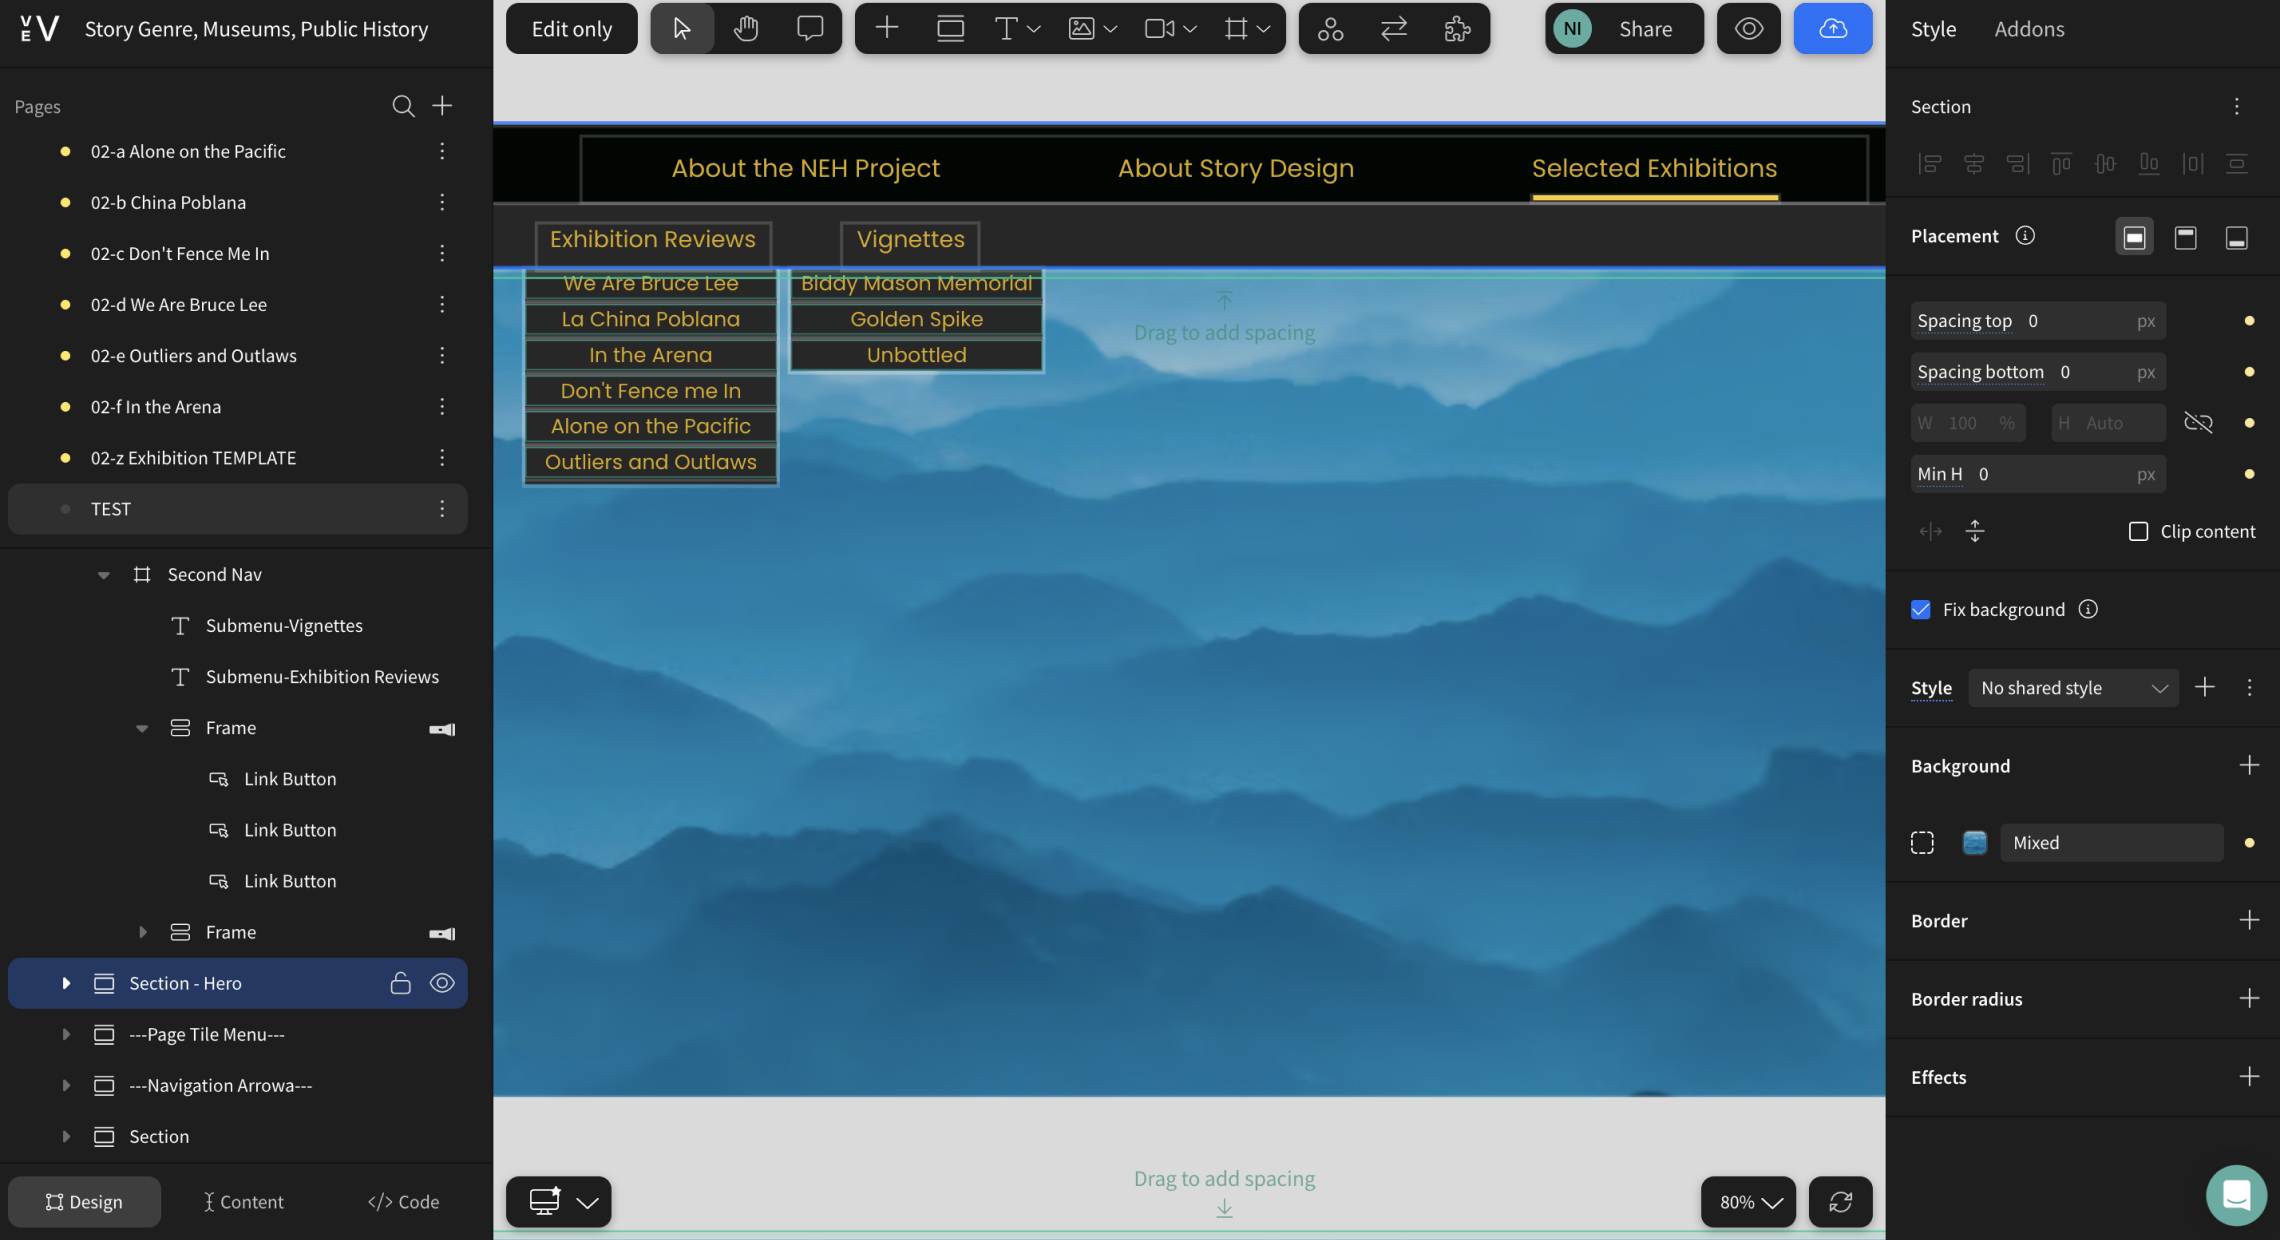 VEV
Story Genre, Museums, Public History
Edit only
NI
Share
Style
Addons
Pages
02-a Alone on the Pacific
02-b China Poblana
02-c Don't Fence Me In
02-d We Are Bruce Lee
02-e Outliers and Outlaws
02-f In the Arena
02-z Exhibition TEMPLATE
TEST
Second Nav
Submenu-Vignettes
Submenu-Exhibition Reviews
Frame
Link Button
Link Button
Link Button
Frame
Section - Hero
---Page Tile Menu---
---Navigation Arrowa---
Section
Design
Content
</> Code
About the NEH Project
About Story Design
Selected Exhibitions
Exhibition Reviews
Vignettes
We Are Bruce Lee
La China Poblana
In the Arena
Don't Fence me In
Alone on the Pacific
Outliers and Outlaws
Biddy Mason Memorial
Golden Spike
Unbottled
Drag to add spacing
Drag to add spacing
80%
Section
Placement
Spacing top 0 px
Spacing bottom 0 px
W 100 % H Auto
Min H 0 px
Clip content
Fix background
Style No shared style
Background
Mixed
Border
Border radius
Effects